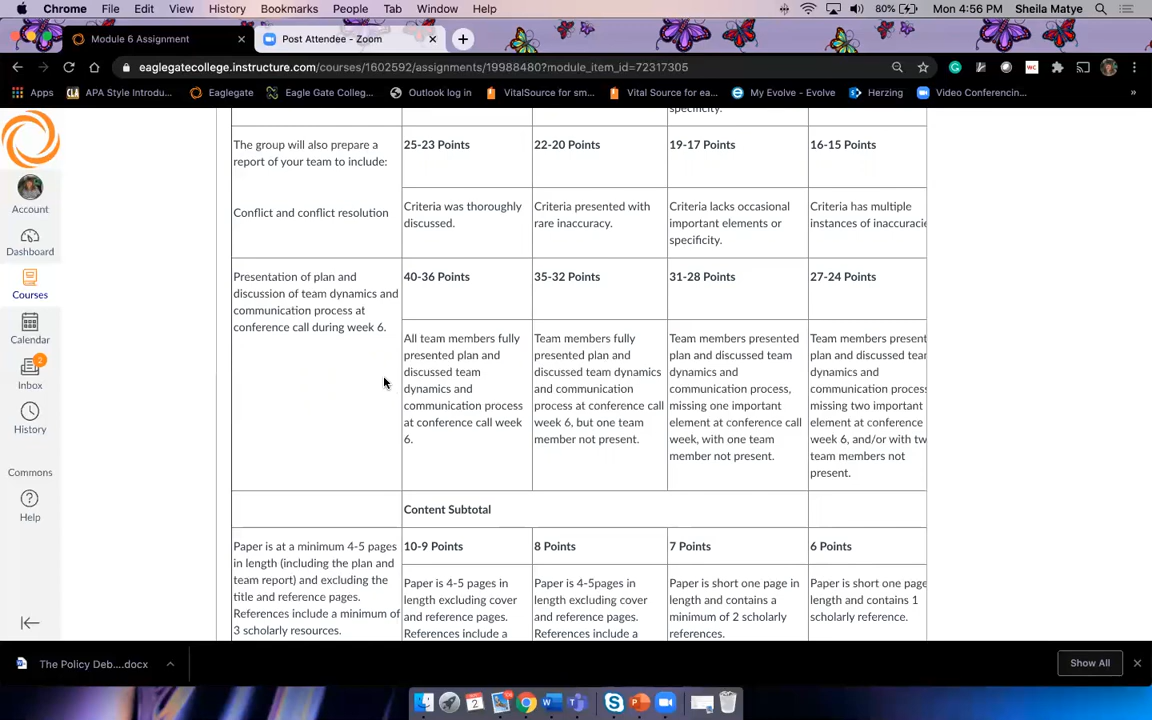 Chrome File Edit View History Bookmarks People Tab Window Help 80% Mon 4:56 PM Sheila Matye
Module 6 Assignment Post Attendee - Zoom
eaglegatecollege.instructure.com/courses/1602592/assignments/19988480?module_item_id=72317305
Apps APA Style Introdu... Eaglegate Eagle Gate Colleg... Outlook log in VitalSource for sm... Vital Source for ea... My Evolve - Evolve Herzing Video Conferencin... »
Account
Dashboard
Courses
Calendar
2
Inbox
History
Commons
Help
specificity.
The group will also prepare a
report of your team to include:
Conflict and conflict resolution
25-23 Points
22-20 Points
19-17 Points
16-15 Points
Criteria was thoroughly
discussed.
Criteria presented with
rare inaccuracy.
Criteria lacks occasional
important elements or
specificity.
Criteria has multiple
instances of inaccuracie
Presentation of plan and
discussion of team dynamics and
communication process at
conference call during week 6.
40-36 Points
35-32 Points
31-28 Points
27-24 Points
All team members fully
presented plan and
discussed team
dynamics and
communication process
at conference call week
6.
Team members fully
presented plan and
discussed team dynamics
and communication
process at conference call
week 6, but one team
member not present.
Team members presented
plan and discussed team
dynamics and
communication process,
missing one important
element at conference call
week, with one team
member not present.
Team members present
plan and discussed tear
dynamics and
communication process
missing two important
element at conference
week 6, and/or with tw
team members not
present.
Content Subtotal
Paper is at a minimum 4-5 pages
in length (including the plan and
team report) and excluding the
title and reference pages.
References include a minimum of
3 scholarly resources.
10-9 Points
8 Points
7 Points
6 Points
Paper is 4-5 pages in
length excluding cover
and reference pages.
References include a
Paper is 4-5pages in
length excluding cover
and reference pages.
References include a
Paper is short one page in
length and contains a
minimum of 2 scholarly
references.
Paper is short one page
length and contains 1
scholarly reference.
The Policy Deb....docx
Show All